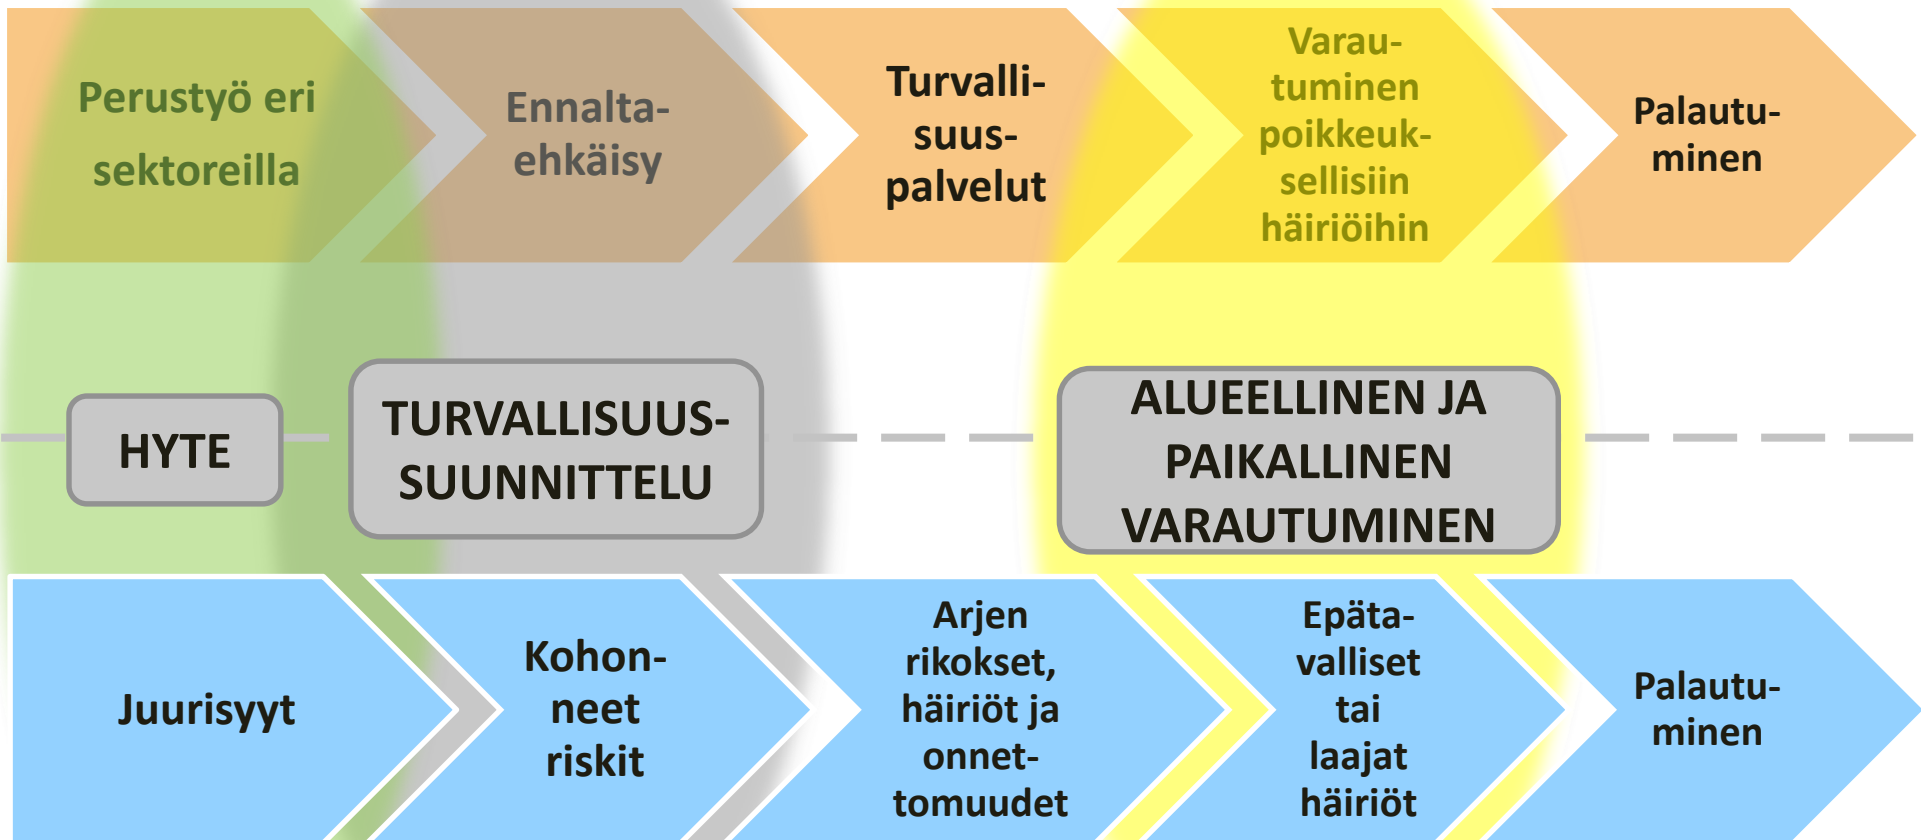 Perustyö eri
sektoreilla
Ennalta-
ehkäisy
Turvalli-
suus-
palvelut
Varau-
tuminen
poikkeuk-
sellisiin
häiriöihin
Palautu-
minen
HYTE
TURVALLISUUS-
SUUNNITTELU
ALUEELLINEN JA
PAIKALLINEN
VARAUTUMINEN
Juurisyyt
Kohon-
neet
riskit
Arjen
rikokset,
häiriöt ja
onnet-
tomuudet
Epäta-
valliset
tai
laajat
häiriöt
Palautu-
minen